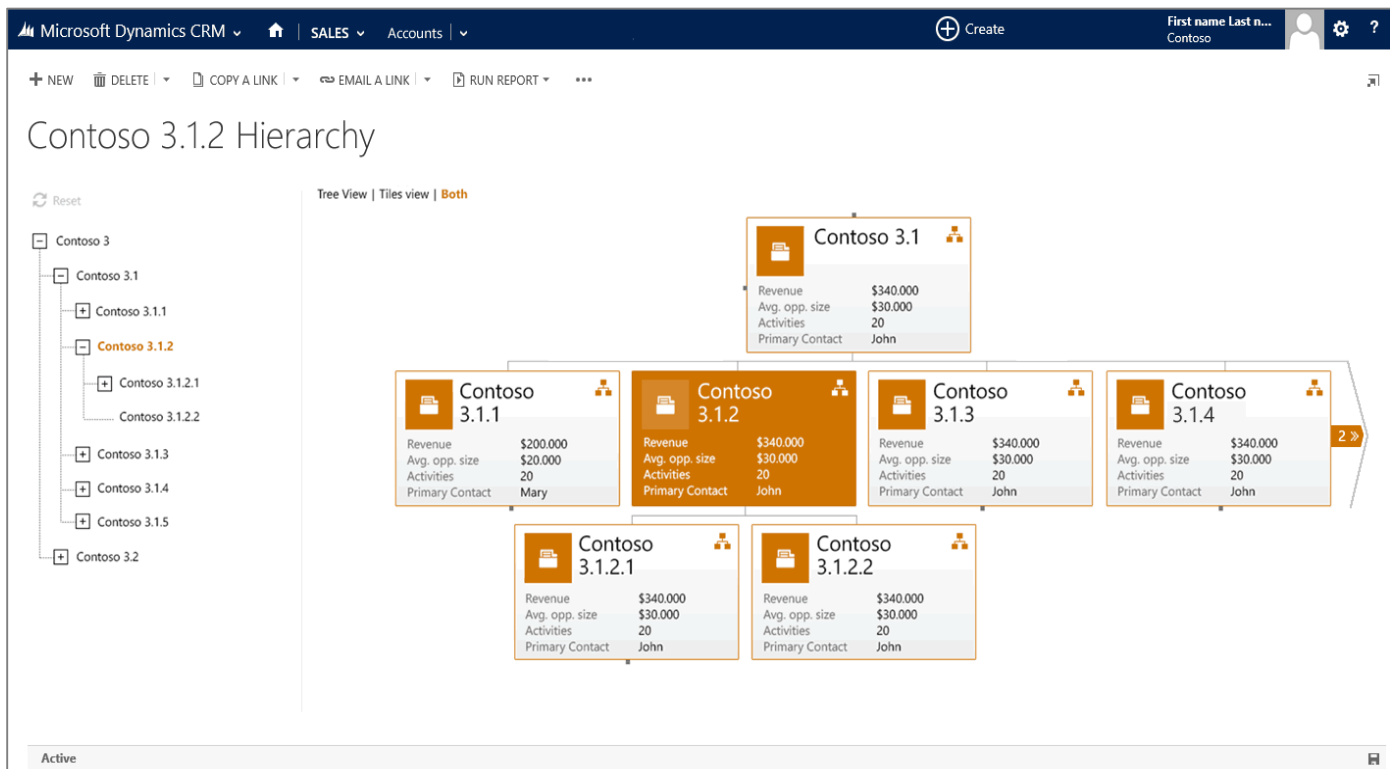 Microsoft Dynamics CRM SALES Accounts Create First name Last n... ?
Contoso
NEW DELETE COPY A LINK EMAIL A LINK RUN REPORT ...
Contoso 3.1.2 Hierarchy
Reset
Contoso 3
Contoso 3.1
Contoso 3.1.1
Contoso 3.1.2
Contoso 3.1.2.1
Contoso 3.1.2.2
Contoso 3.1.3
Contoso 3.1.4
Contoso 3.1.5
Contoso 3.2
Tree View | Tiles view | Both
Contoso 3.1
Revenue $340.000
Avg. opp. size $30.000
Activities 20
Primary Contact John
Contoso
3.1.1
Revenue $200.000
Avg. opp. size $20.000
Activities 20
Primary Contact Mary
Contoso
3.1.2
Revenue $340.000
Avg. opp. size $30.000
Activities 20
Primary Contact John
Contoso
3.1.3
Revenue $340.000
Avg. opp. size $30.000
Activities 20
Primary Contact John
Contoso
3.1.4
Revenue $340.000
Avg. opp. size $30.000
Activities 20
Primary Contact John
2 »
Contoso
3.1.2.1
Revenue $340.000
Avg. opp. size $30.000
Activities 20
Primary Contact John
Contoso
3.1.2.2
Revenue $340.000
Avg. opp. size $30.000
Activities 20
Primary Contact John
Active